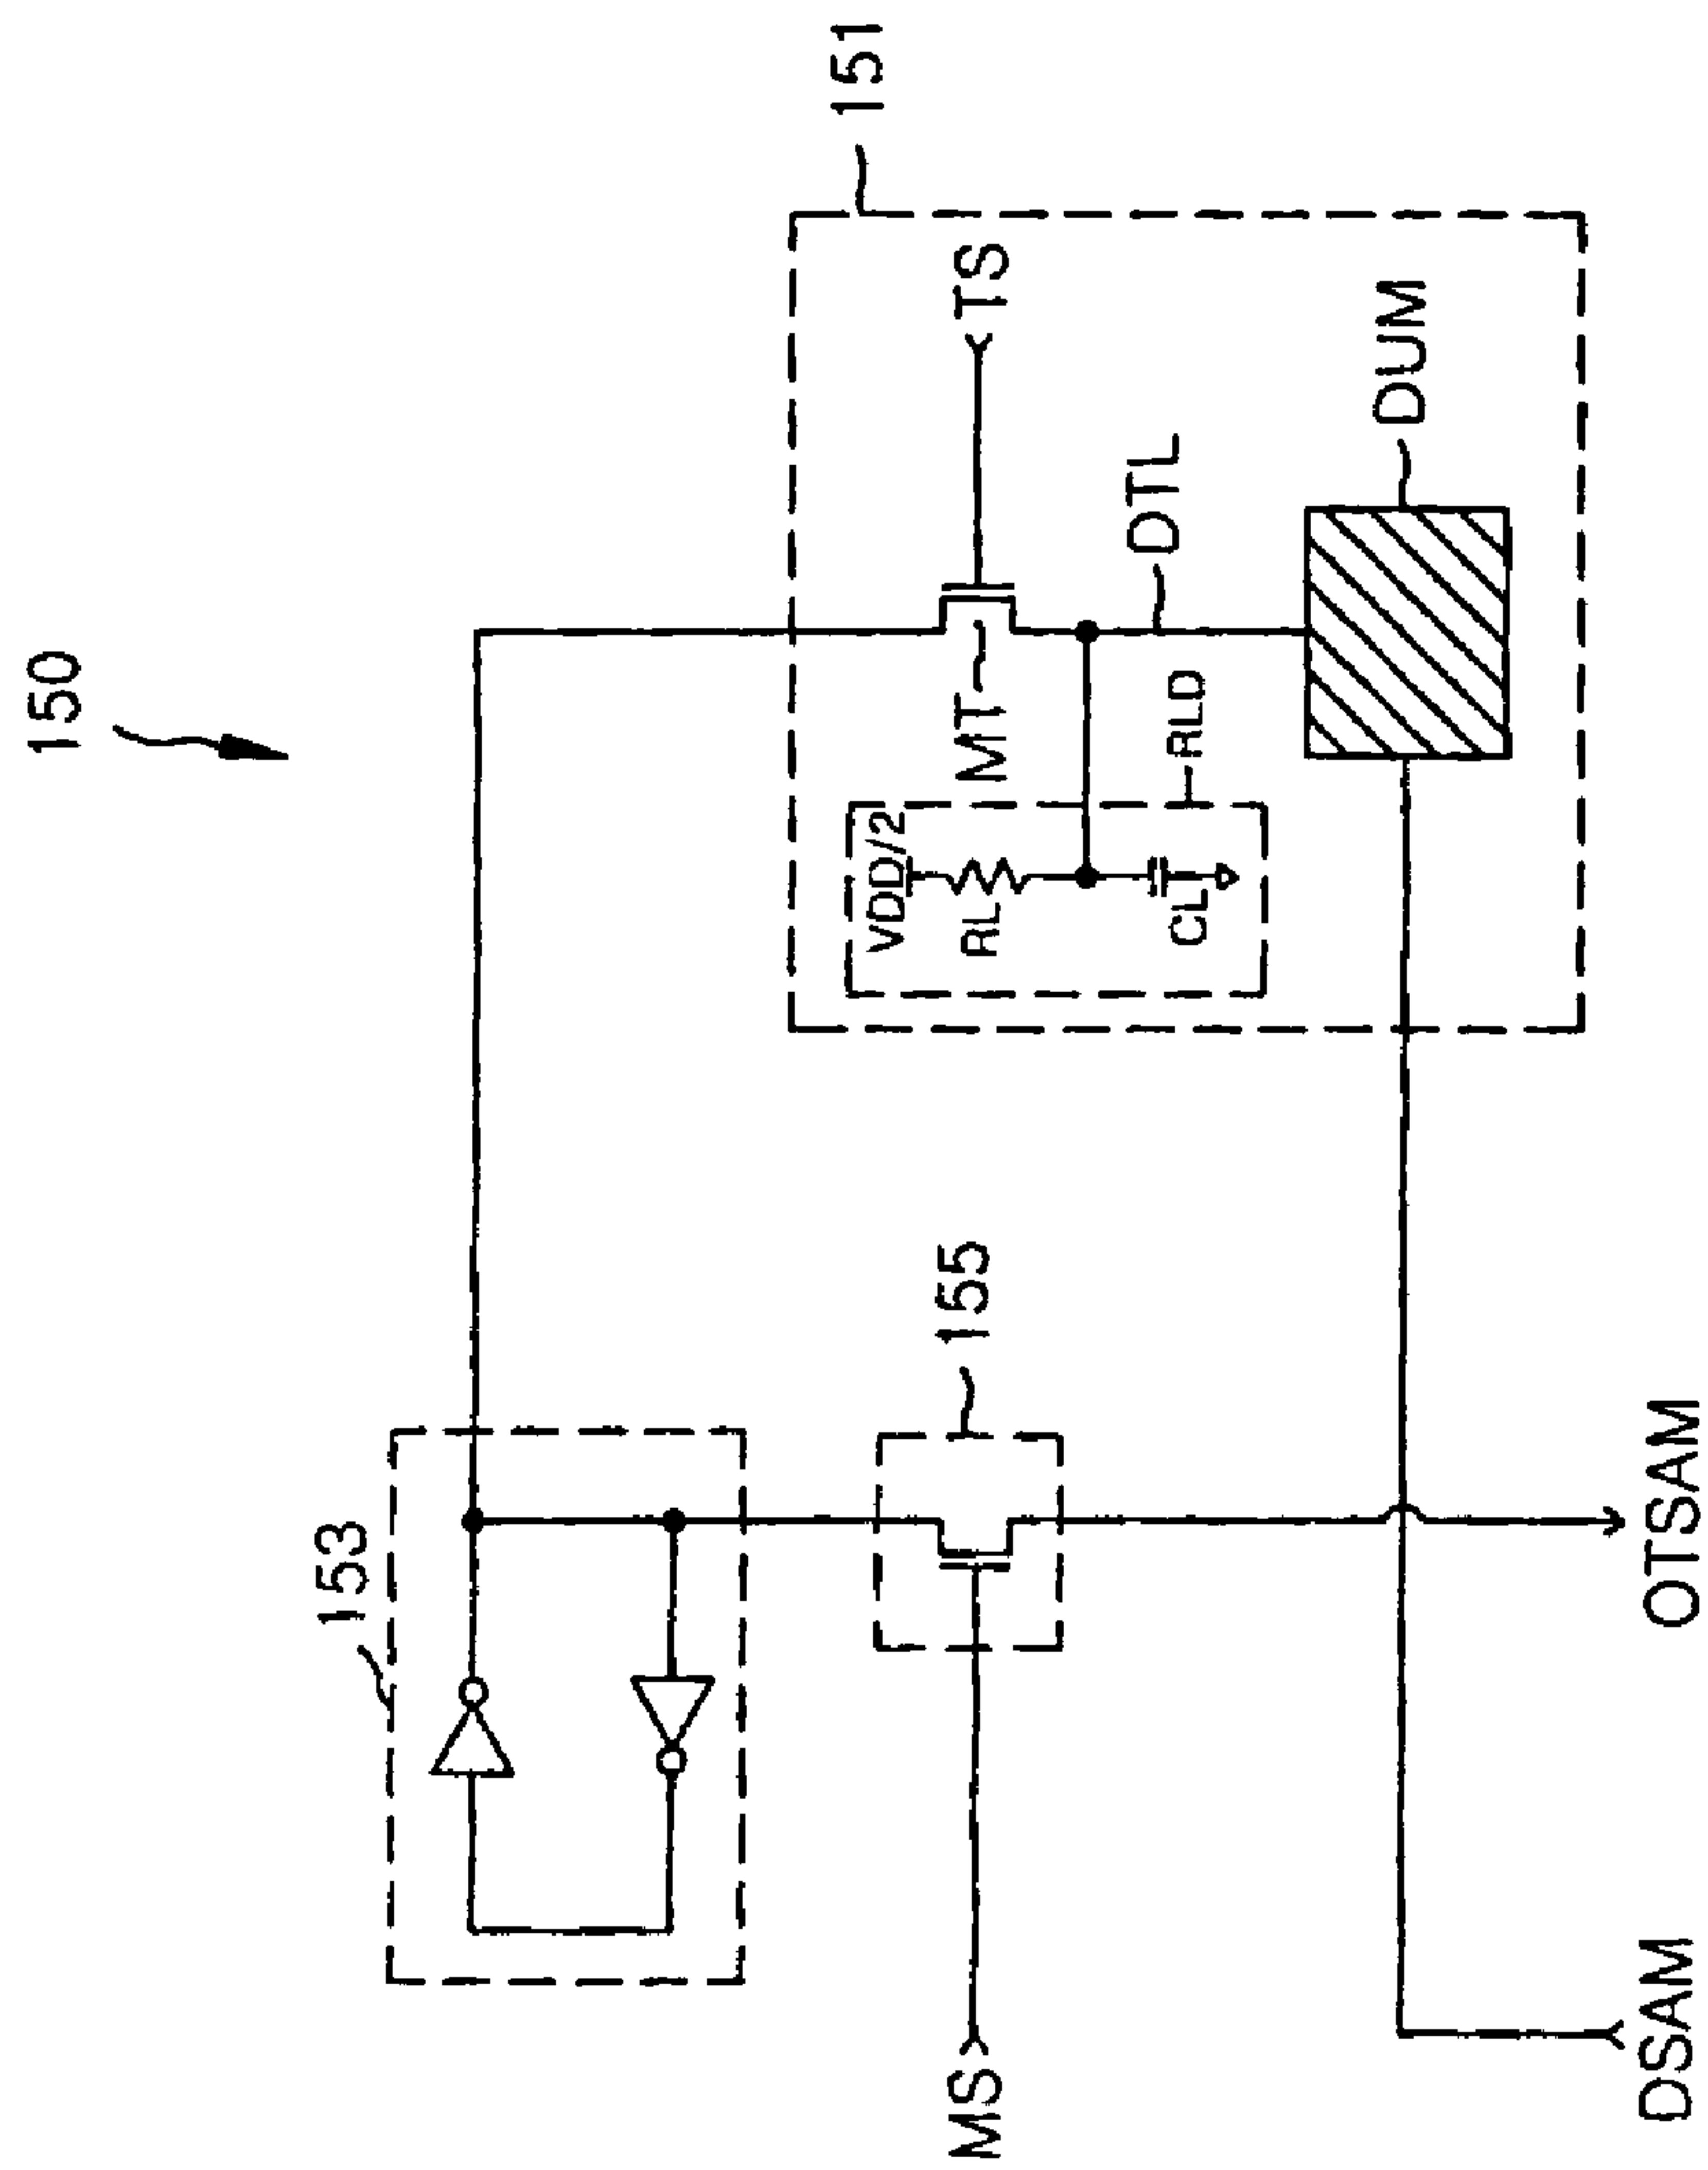 150
151
153
155
TS
MT
DTL
DUM
RLD
VDD/2
RL
CL
MS
DSAM
OTSAM